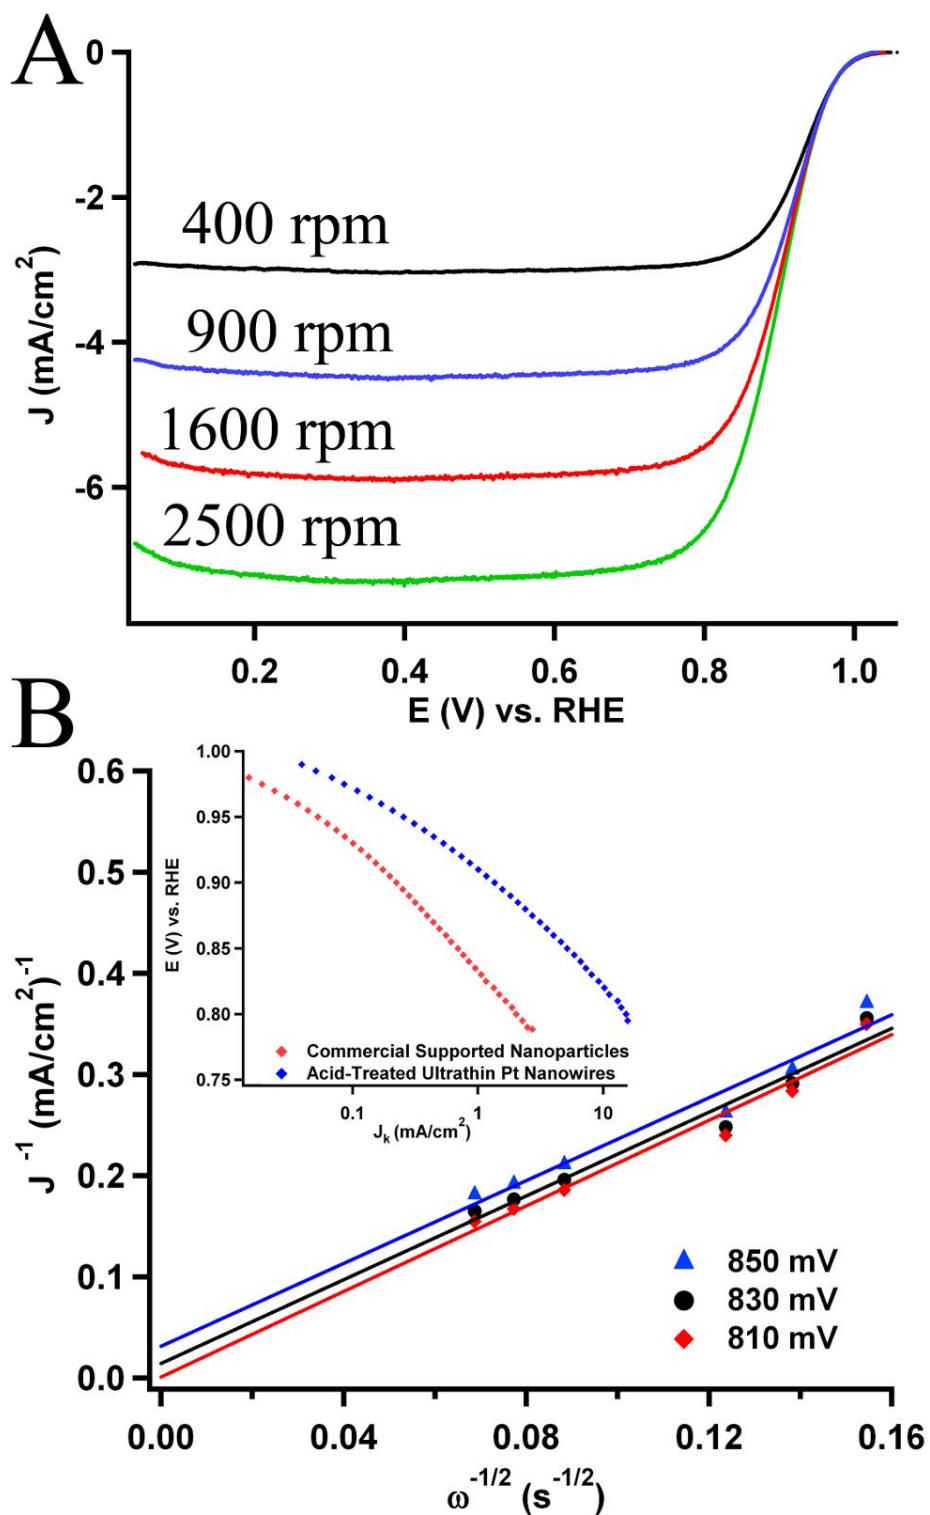 A
0
-2
-4
-6
J (mA/cm²)
400 rpm
900 rpm
1600 rpm
2500 rpm
0.2 0.4 0.6 0.8 1.0
E (V) vs. RHE
B
0.6
0.5
0.4
0.3
0.2
0.1
0.0
J⁻¹ (mA/cm²)⁻¹
1.00
0.95
0.90
0.85
0.80
0.75
E (V) vs. RHE
Commercial Supported Nanoparticles
Acid-Treated Ultrathin Pt Nanowires
0.1 1 10
Jₖ (mA/cm²)
850 mV
830 mV
810 mV
0.00 0.04 0.08 0.12 0.16
ω⁻¹/² (s⁻¹/²)